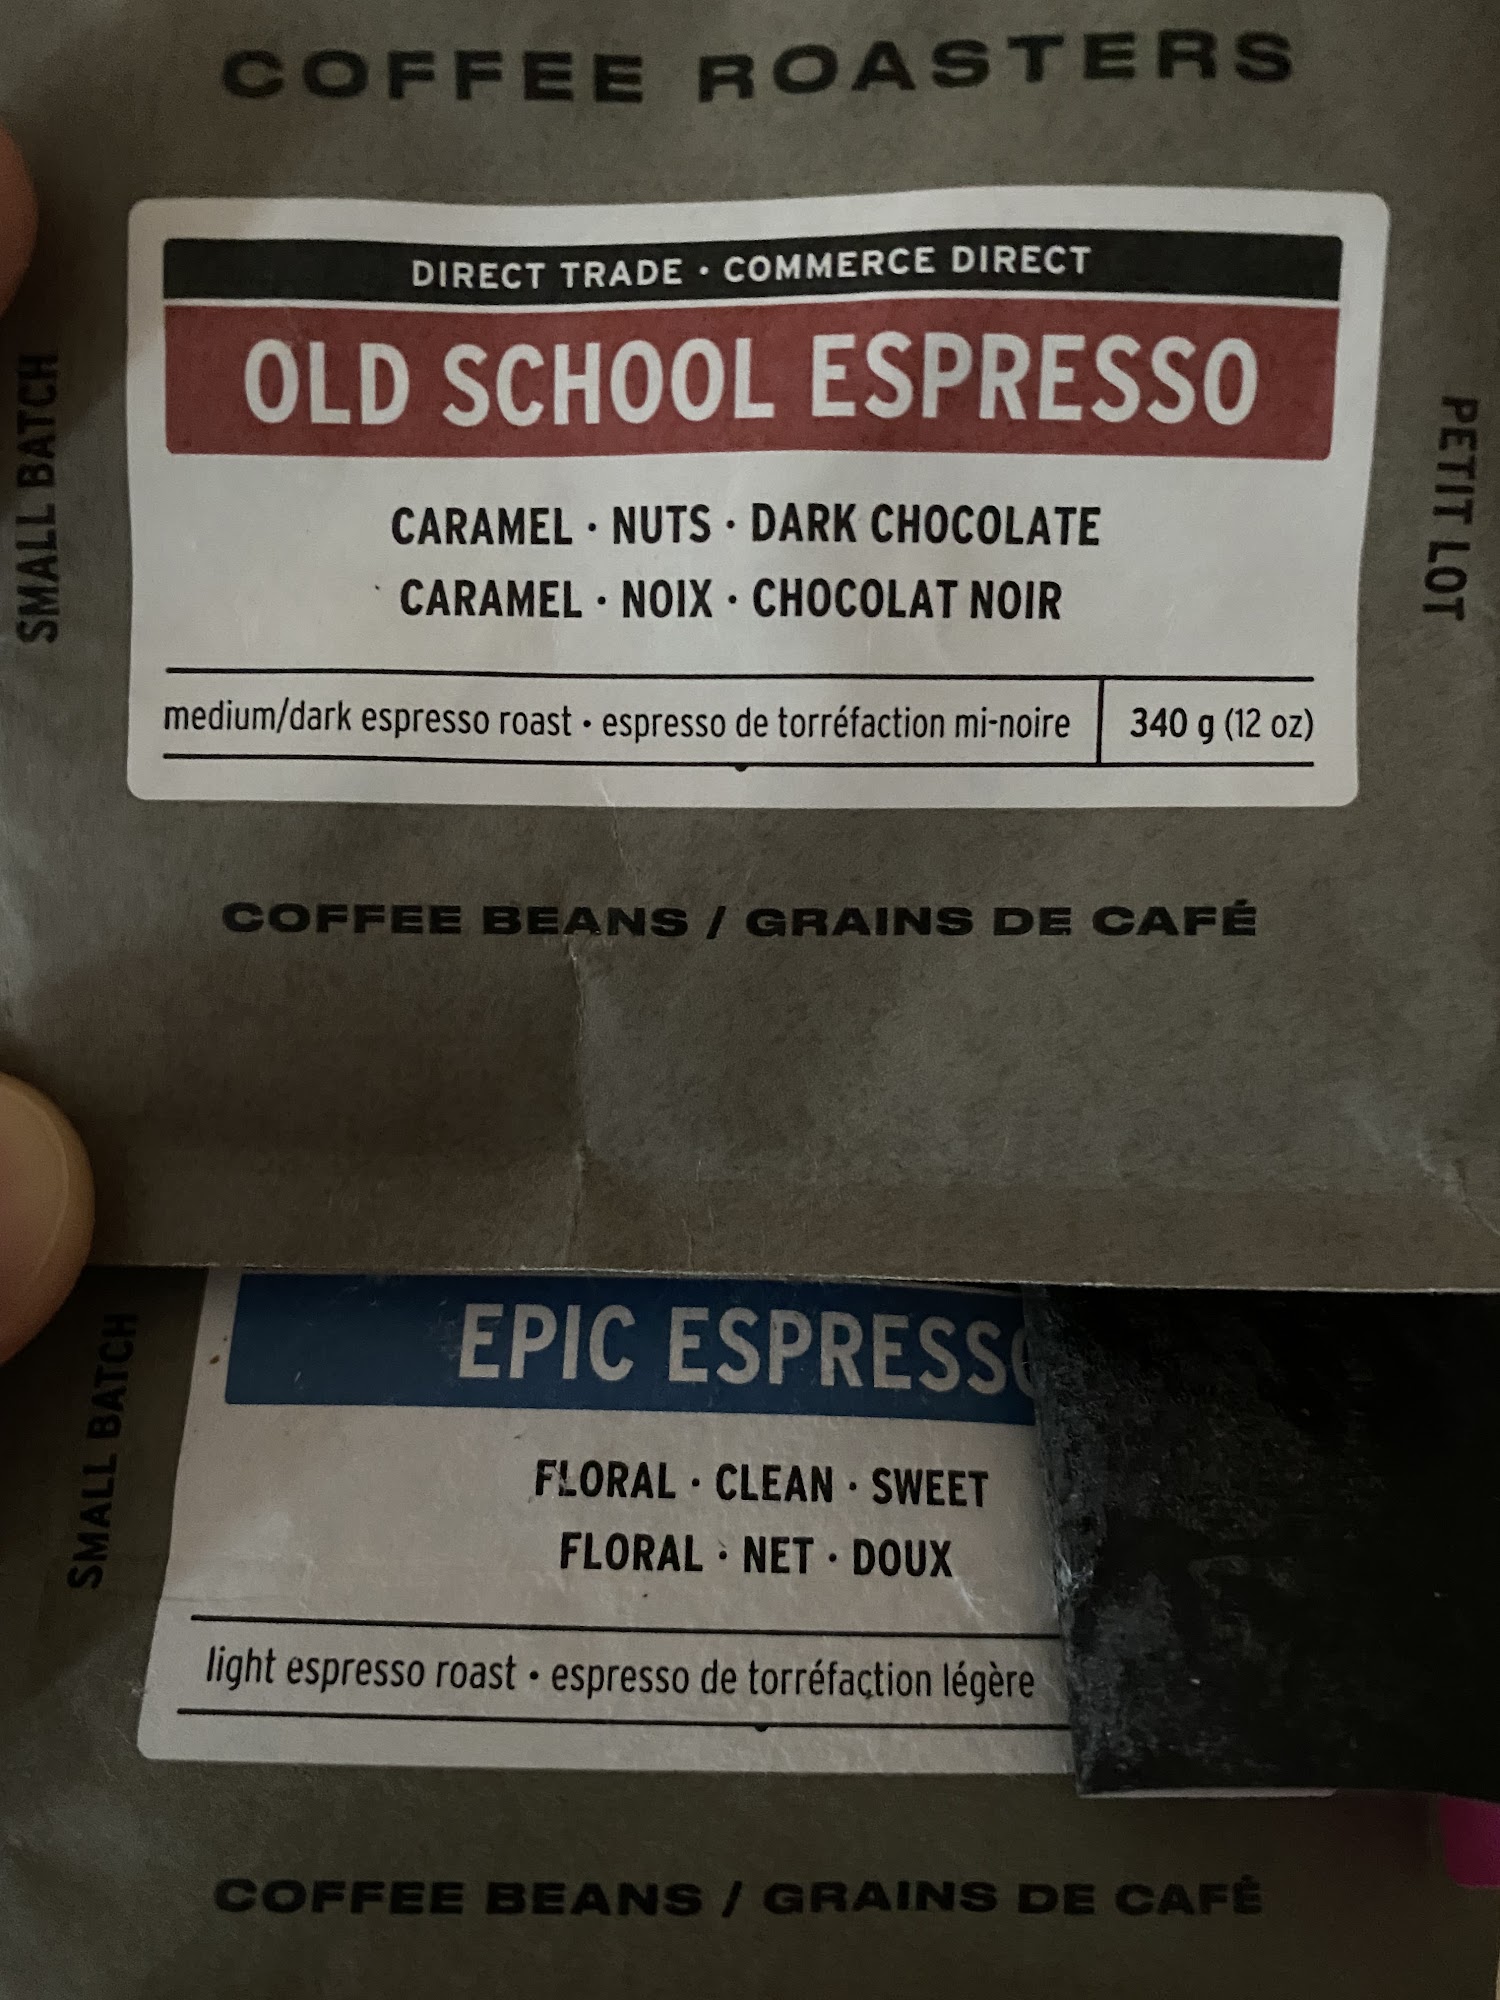 COFFEE ROASTERS
DIRECT TRADE · COMMERCE DIRECT
OLD SCHOOL ESPRESSO
CARAMEL · NUTS · DARK CHOCOLATE
CARAMEL · NOIX · CHOCOLAT NOIR
medium/dark espresso roast · espresso de torréfaction mi-noire
340 g (12 oz)
SMALL BATCH
PETIT LOT
COFFEE BEANS / GRAINS DE CAFÉ
EPIC ESPRESSO
FLORAL · CLEAN · SWEET
FLORAL · NET · DOUX
light espresso roast · espresso de torréfaction légère
SMALL BATCH
COFFEE BEANS / GRAINS DE CAFÉ